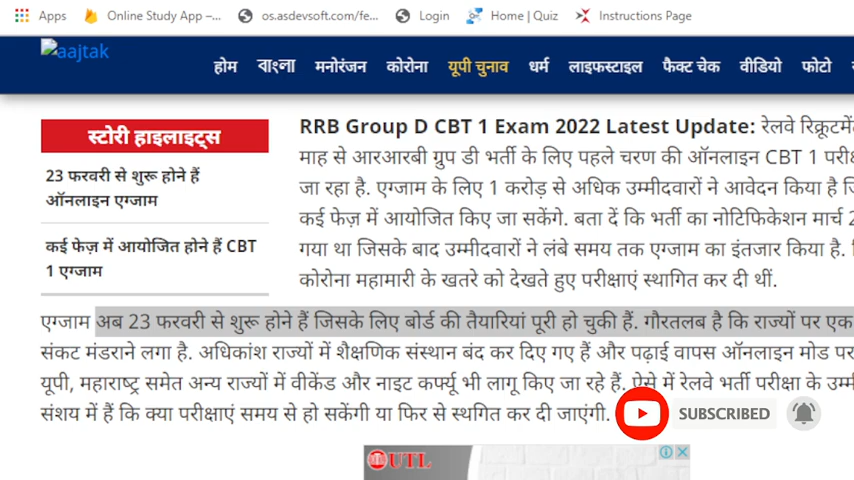 Apps
Online Study App –...
os.asdevsoft.com/fe...
Login
Home | Quiz
Instructions Page
aajtak
होम
বাংলা
मनोरंजन
कोरोना
यूपी चुनाव
धर्म
लाइफस्टाइल
फैक्ट चेक
वीडियो
फोटो
स्टोरी हाइलाइट्स
23 फरवरी से शुरू होने हैं
ऑनलाइन एग्जाम
कई फेज़ में आयोजित होने हैं CBT
1 एग्जाम
RRB Group D CBT 1 Exam 2022 Latest Update: रेलवे रिक्रूटमें
माह से आरआरबी ग्रुप डी भर्ती के लिए पहले चरण की ऑनलाइन CBT 1 परीक्ष
जा रहा है. एग्जाम के लिए 1 करोड़ से अधिक उम्मीदवारों ने आवेदन किया है
कई फेज़ में आयोजित किए जा सकेंगे. बता दें कि भर्ती का नोटिफिकेशन मार्च 2
गया था जिसके बाद उम्मीदवारों ने लंबे समय तक एग्जाम का इंतजार किया है.
कोरोना महामारी के खतरे को देखते हुए परीक्षाएं स्थागित कर दी थीं.
एग्जाम अब 23 फरवरी से शुरू होने हैं जिसके लिए बोर्ड की तैयारियां पूरी हो चुकी हैं. गौरतलब है कि राज्यों पर एक
संकट मंडराने लगा है. अधिकांश राज्यों में शैक्षणिक संस्थान बंद कर दिए गए हैं और पढ़ाई वापस ऑनलाइन मोड पर
यूपी, महाराष्ट्र समेत अन्य राज्यों में वीकेंड और नाइट कर्फ्यू भी लागू किए जा रहे हैं. ऐसे में रेलवे भर्ती परीक्षा के उम्मी
संशय में हैं कि क्या परीक्षाएं समय से हो सकेंगी या फिर से स्थगित कर दी जाएंगी.
SUBSCRIBED
UTL